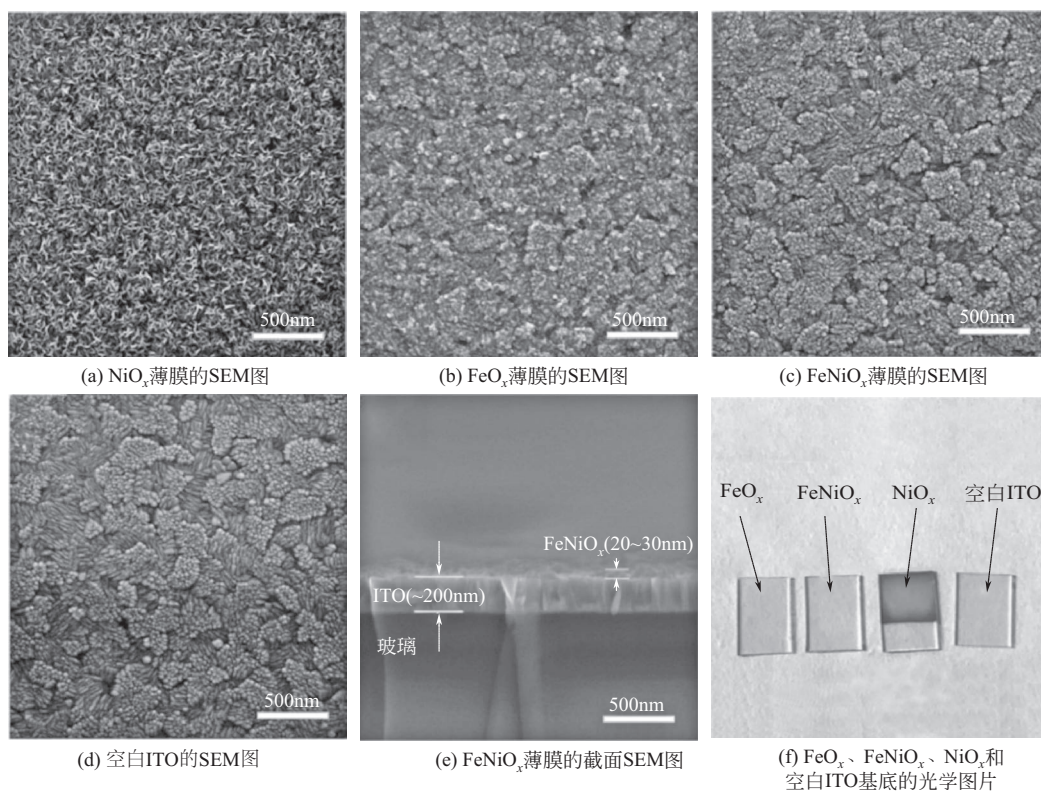 500nm
500nm
500nm
(a) NiOₓ薄膜的SEM图
(b) FeOₓ薄膜的SEM图
(c) FeNiOₓ薄膜的SEM图
500nm
FeNiOₓ(20~30nm)
ITO(~200nm)
玻璃
500nm
FeOₓ
FeNiOₓ
NiOₓ
空白ITO
(d) 空白ITO的SEM图
(e) FeNiOₓ薄膜的截面SEM图
(f) FeOₓ、FeNiOₓ、NiOₓ和
空白ITO基底的光学图片